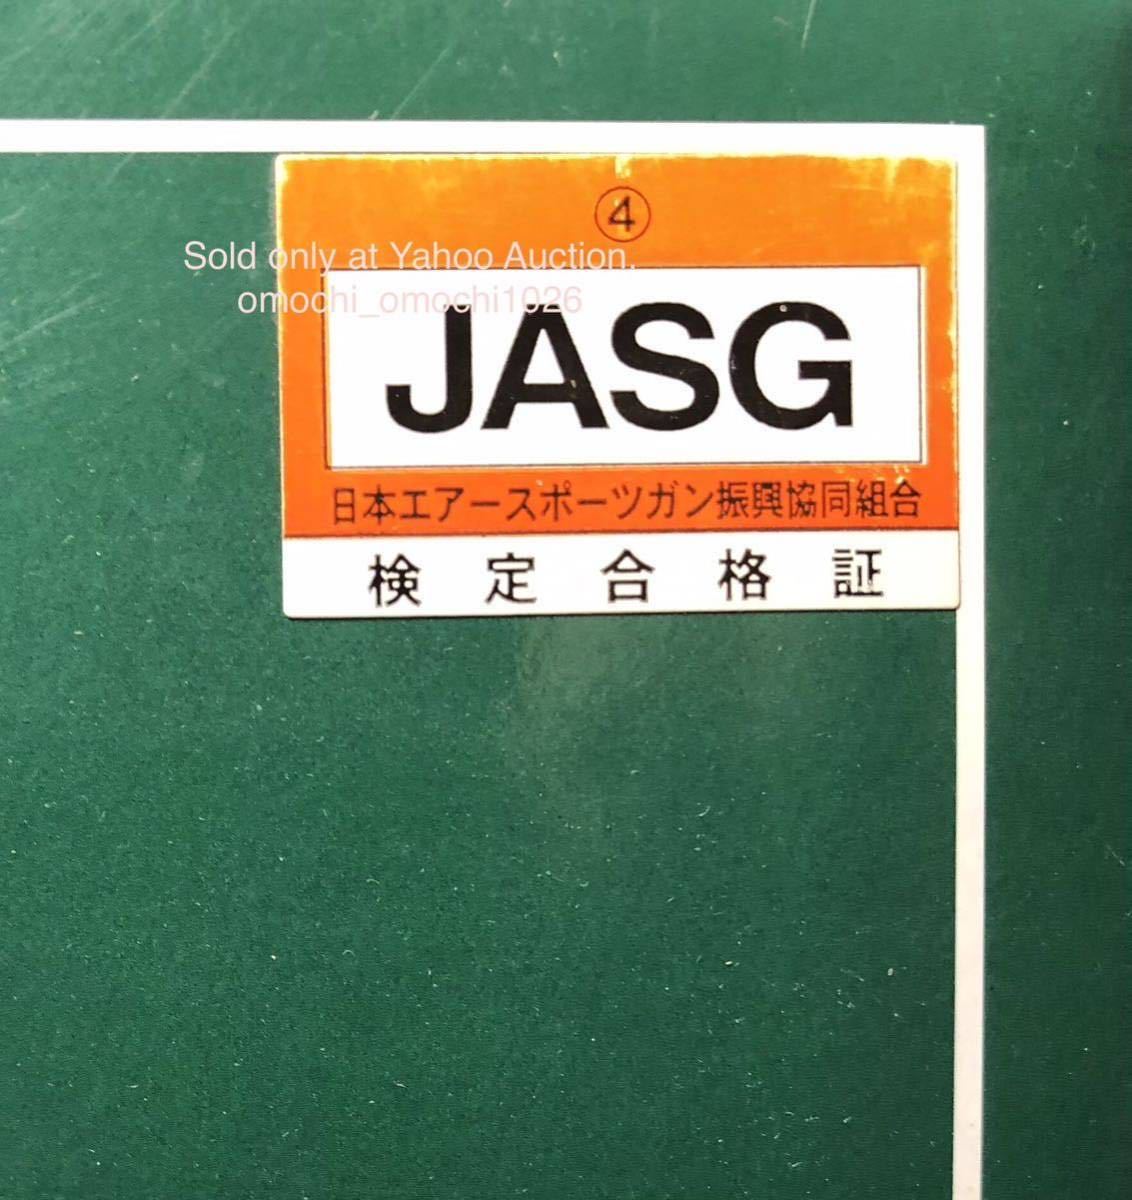 ④
Sold only at Yahoo Auction.
omochi_omochi1026
JASG
日本エアースポーツガン振興協同組合
検定合格証